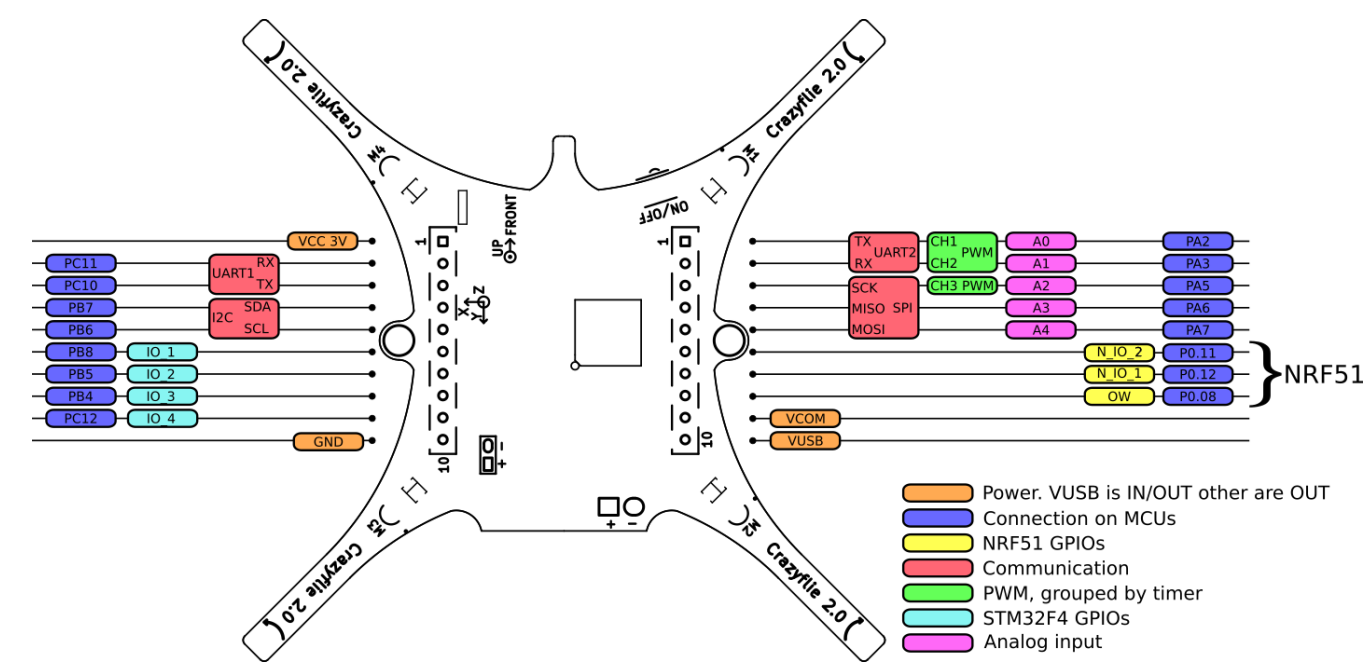 Crazyflie 2.0
Crazyflie 2.0
M4
M1
ON/OFF
UP
FRONT
1
1
VCC 3V
PC11 UART1 RX
PC10 TX
PB7 I2C SDA
PB6 SCL
PB8 IO_1
PB5 IO_2
PB4 IO_3
PC12 IO_4
GND
X Y Z
TX UART2 CH1 PWM A0 PA2
RX CH2 A1 PA3
SCK CH3 PWM A2 PA5
MISO SPI A3 PA6
MOSI A4 PA7
N_IO_2 P0.11
N_IO_1 P0.12
OW P0.08
NRF51
VCOM
VUSB
10
10
- +
+ -
M3
M2
Crazyflie 2.0
Crazyflie 2.0
Power. VUSB is IN/OUT other are OUT
Connection on MCUs
NRF51 GPIOs
Communication
PWM, grouped by timer
STM32F4 GPIOs
Analog input